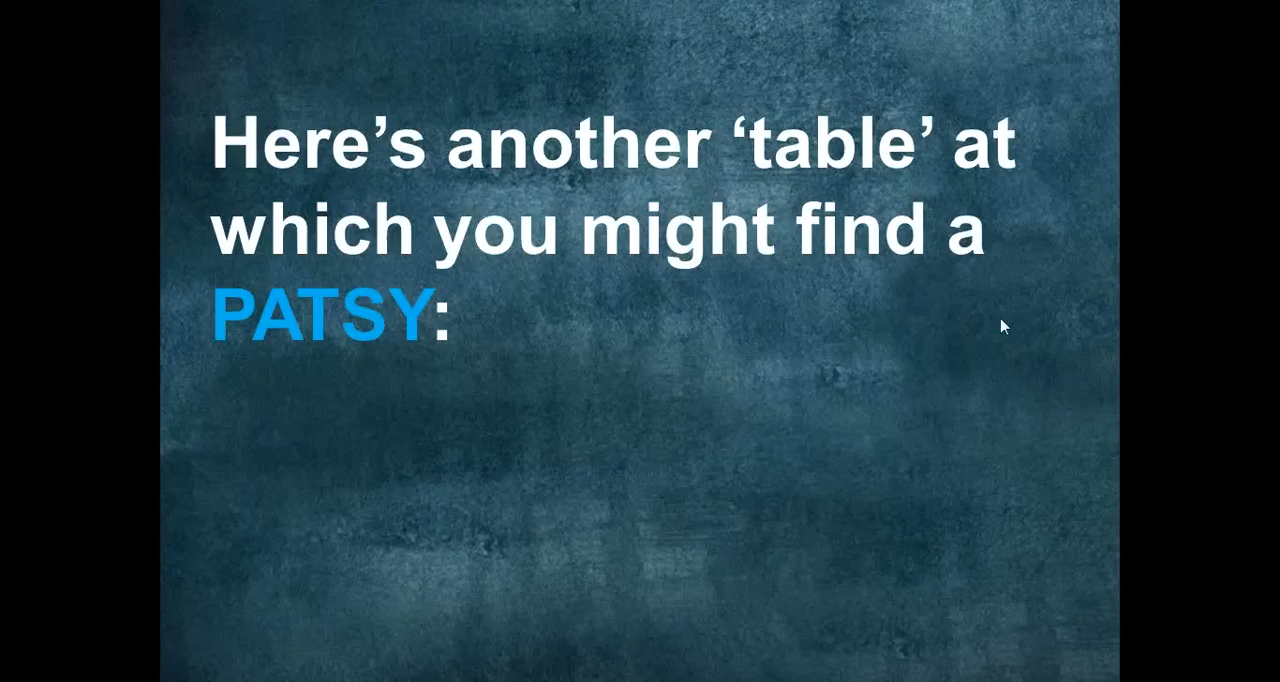 Here’s another ‘table’ at
which you might find a
PATSY: